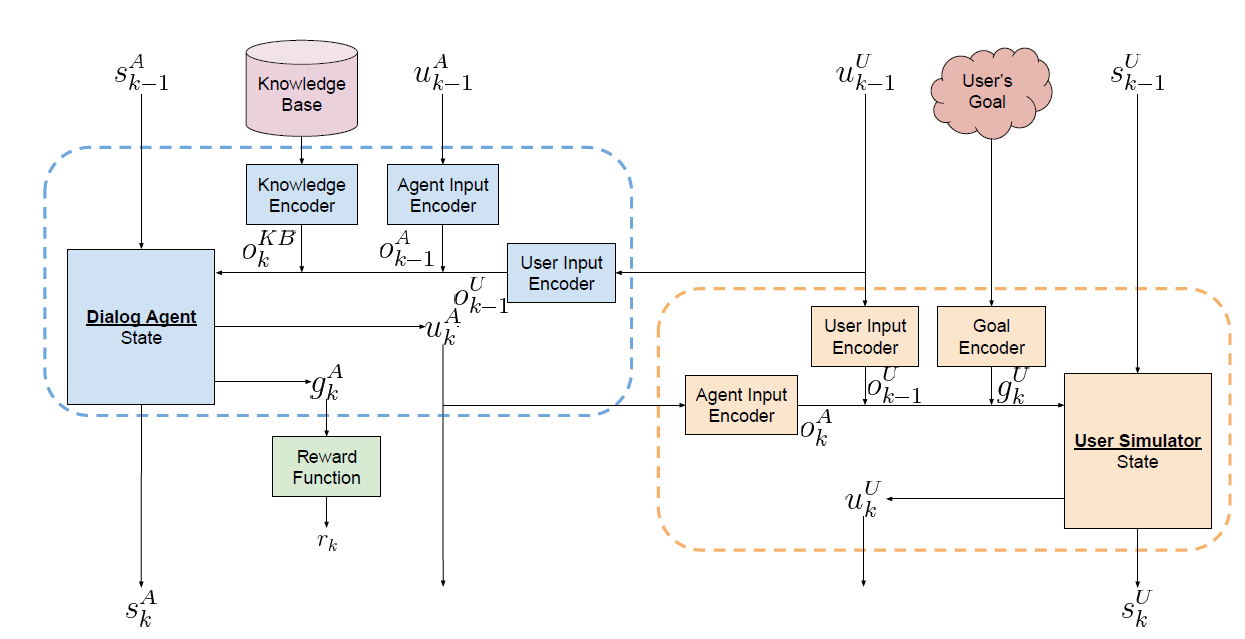 s_{k-1}^A
Knowledge
Base
u_{k-1}^A
u_{k-1}^U
User's
Goal
s_{k-1}^U
Knowledge
Encoder
Agent Input
Encoder
o_k^{KB}
o_{k-1}^A
User Input
Encoder
o_{k-1}^U
Dialog Agent
State
u_k^A
g_k^A
Reward
Function
r_k
s_k^A
User Input
Encoder
Goal
Encoder
o_{k-1}^U
g_k^U
Agent Input
Encoder
o_k^A
User Simulator
State
u_k^U
s_k^U